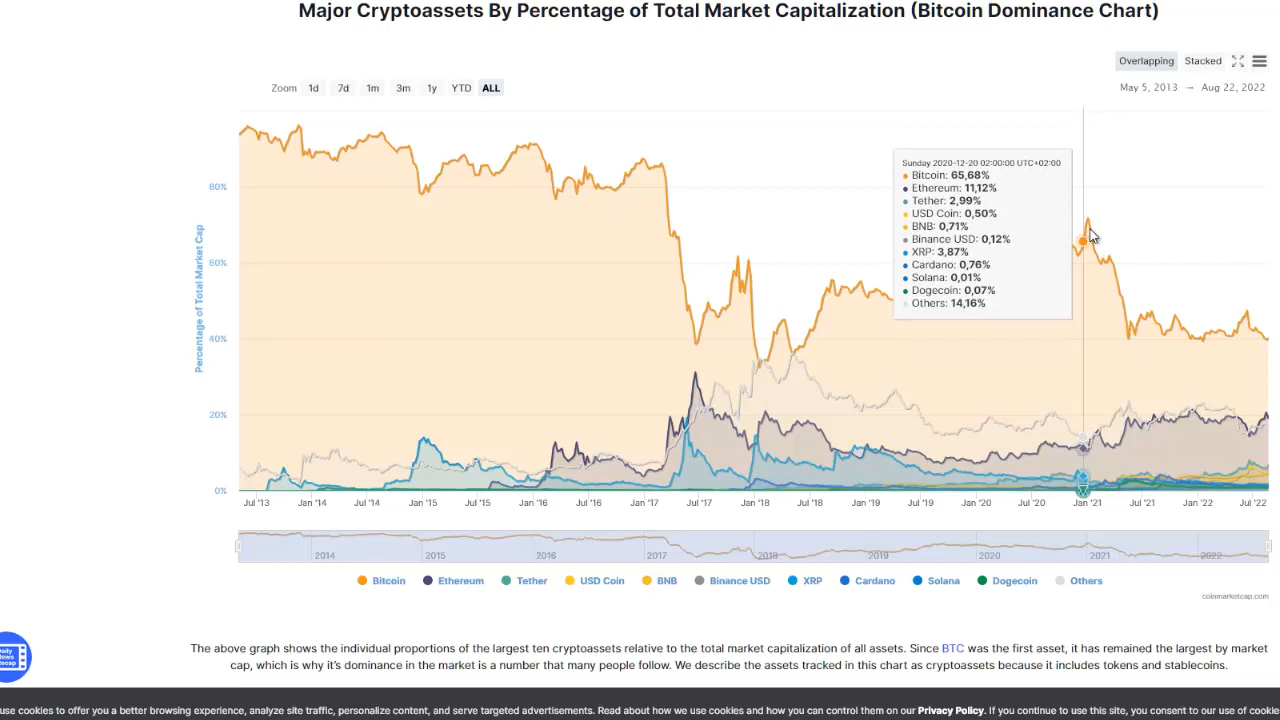 Major Cryptoassets By Percentage of Total Market Capitalization (Bitcoin Dominance Chart)
Overlapping Stacked
Zoom 1d 7d 1m 3m 1y YTD ALL
May 5, 2013 → Aug 22, 2022
Sunday 2020-12-20 02:00:00 UTC+02:00
Bitcoin: 65,68%
Ethereum: 11,12%
Tether: 2,99%
USD Coin: 0,50%
BNB: 0,71%
Binance USD: 0,12%
XRP: 3,87%
Cardano: 0,76%
Solana: 0,01%
Dogecoin: 0,07%
Others: 14,16%
Percentage of Total Market Cap
80%
60%
40%
20%
0%
Jul '13 Jan '14 Jul '14 Jan '15 Jul '15 Jan '16 Jul '16 Jan '17 Jul '17 Jan '18 Jul '18 Jan '19 Jul '19 Jan '20 Jul '20 Jan '21 Jul '21 Jan '22 Jul '22
2014 2015 2016 2017 2018 2019 2020 2021 2022
Bitcoin Ethereum Tether USD Coin BNB Binance USD XRP Cardano Solana Dogecoin Others
coinmarketcap.com
The above graph shows the individual proportions of the largest ten cryptoassets relative to the total market capitalization of all assets. Since BTC was the first asset, it has remained the largest by market
cap, which is why it's dominance in the market is a number that many people follow. We describe the assets tracked in this chart as cryptoassets because it includes tokens and stablecoins.
Daily
News
Recap
use cookies to offer you a better browsing experience, analyze site traffic, personalize content, and serve targeted advertisements. Read about how we use cookies and how you can control them on our Privacy Policy. If you continue to use this site, you consent to our use of cookie